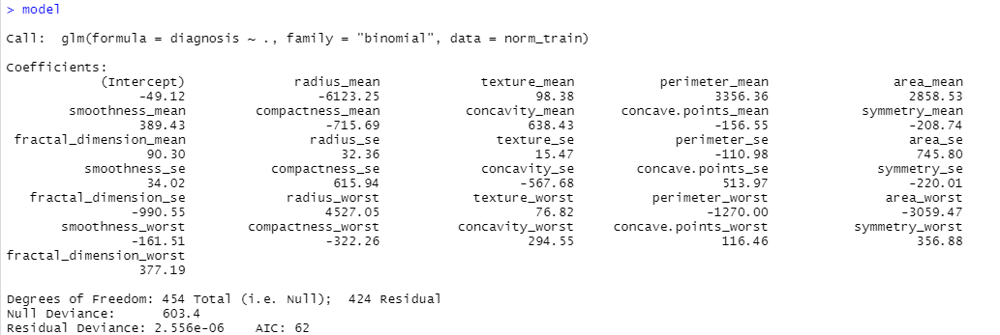 > model
Call:  glm(formula = diagnosis ~ ., family = "binomial", data = norm_train)
Coefficients:
(Intercept) radius_mean texture_mean perimeter_mean area_mean
-49.12 -6123.25 98.38 3356.36 2858.53
smoothness_mean compactness_mean concavity_mean concave.points_mean symmetry_mean
389.43 -715.69 638.43 -156.55 -208.74
fractal_dimension_mean radius_se texture_se perimeter_se area_se
90.30 32.36 15.47 -110.98 745.80
smoothness_se compactness_se concavity_se concave.points_se symmetry_se
34.02 615.94 -567.68 513.97 -220.01
fractal_dimension_se radius_worst texture_worst perimeter_worst area_worst
-990.55 4527.05 76.82 -1270.00 -3059.47
smoothness_worst compactness_worst concavity_worst concave.points_worst symmetry_worst
-161.51 -322.26 294.55 116.46 356.88
fractal_dimension_worst
377.19
Degrees of Freedom: 454 Total (i.e. Null);  424 Residual
Null Deviance:      603.4
Residual Deviance: 2.556e-06    AIC: 62